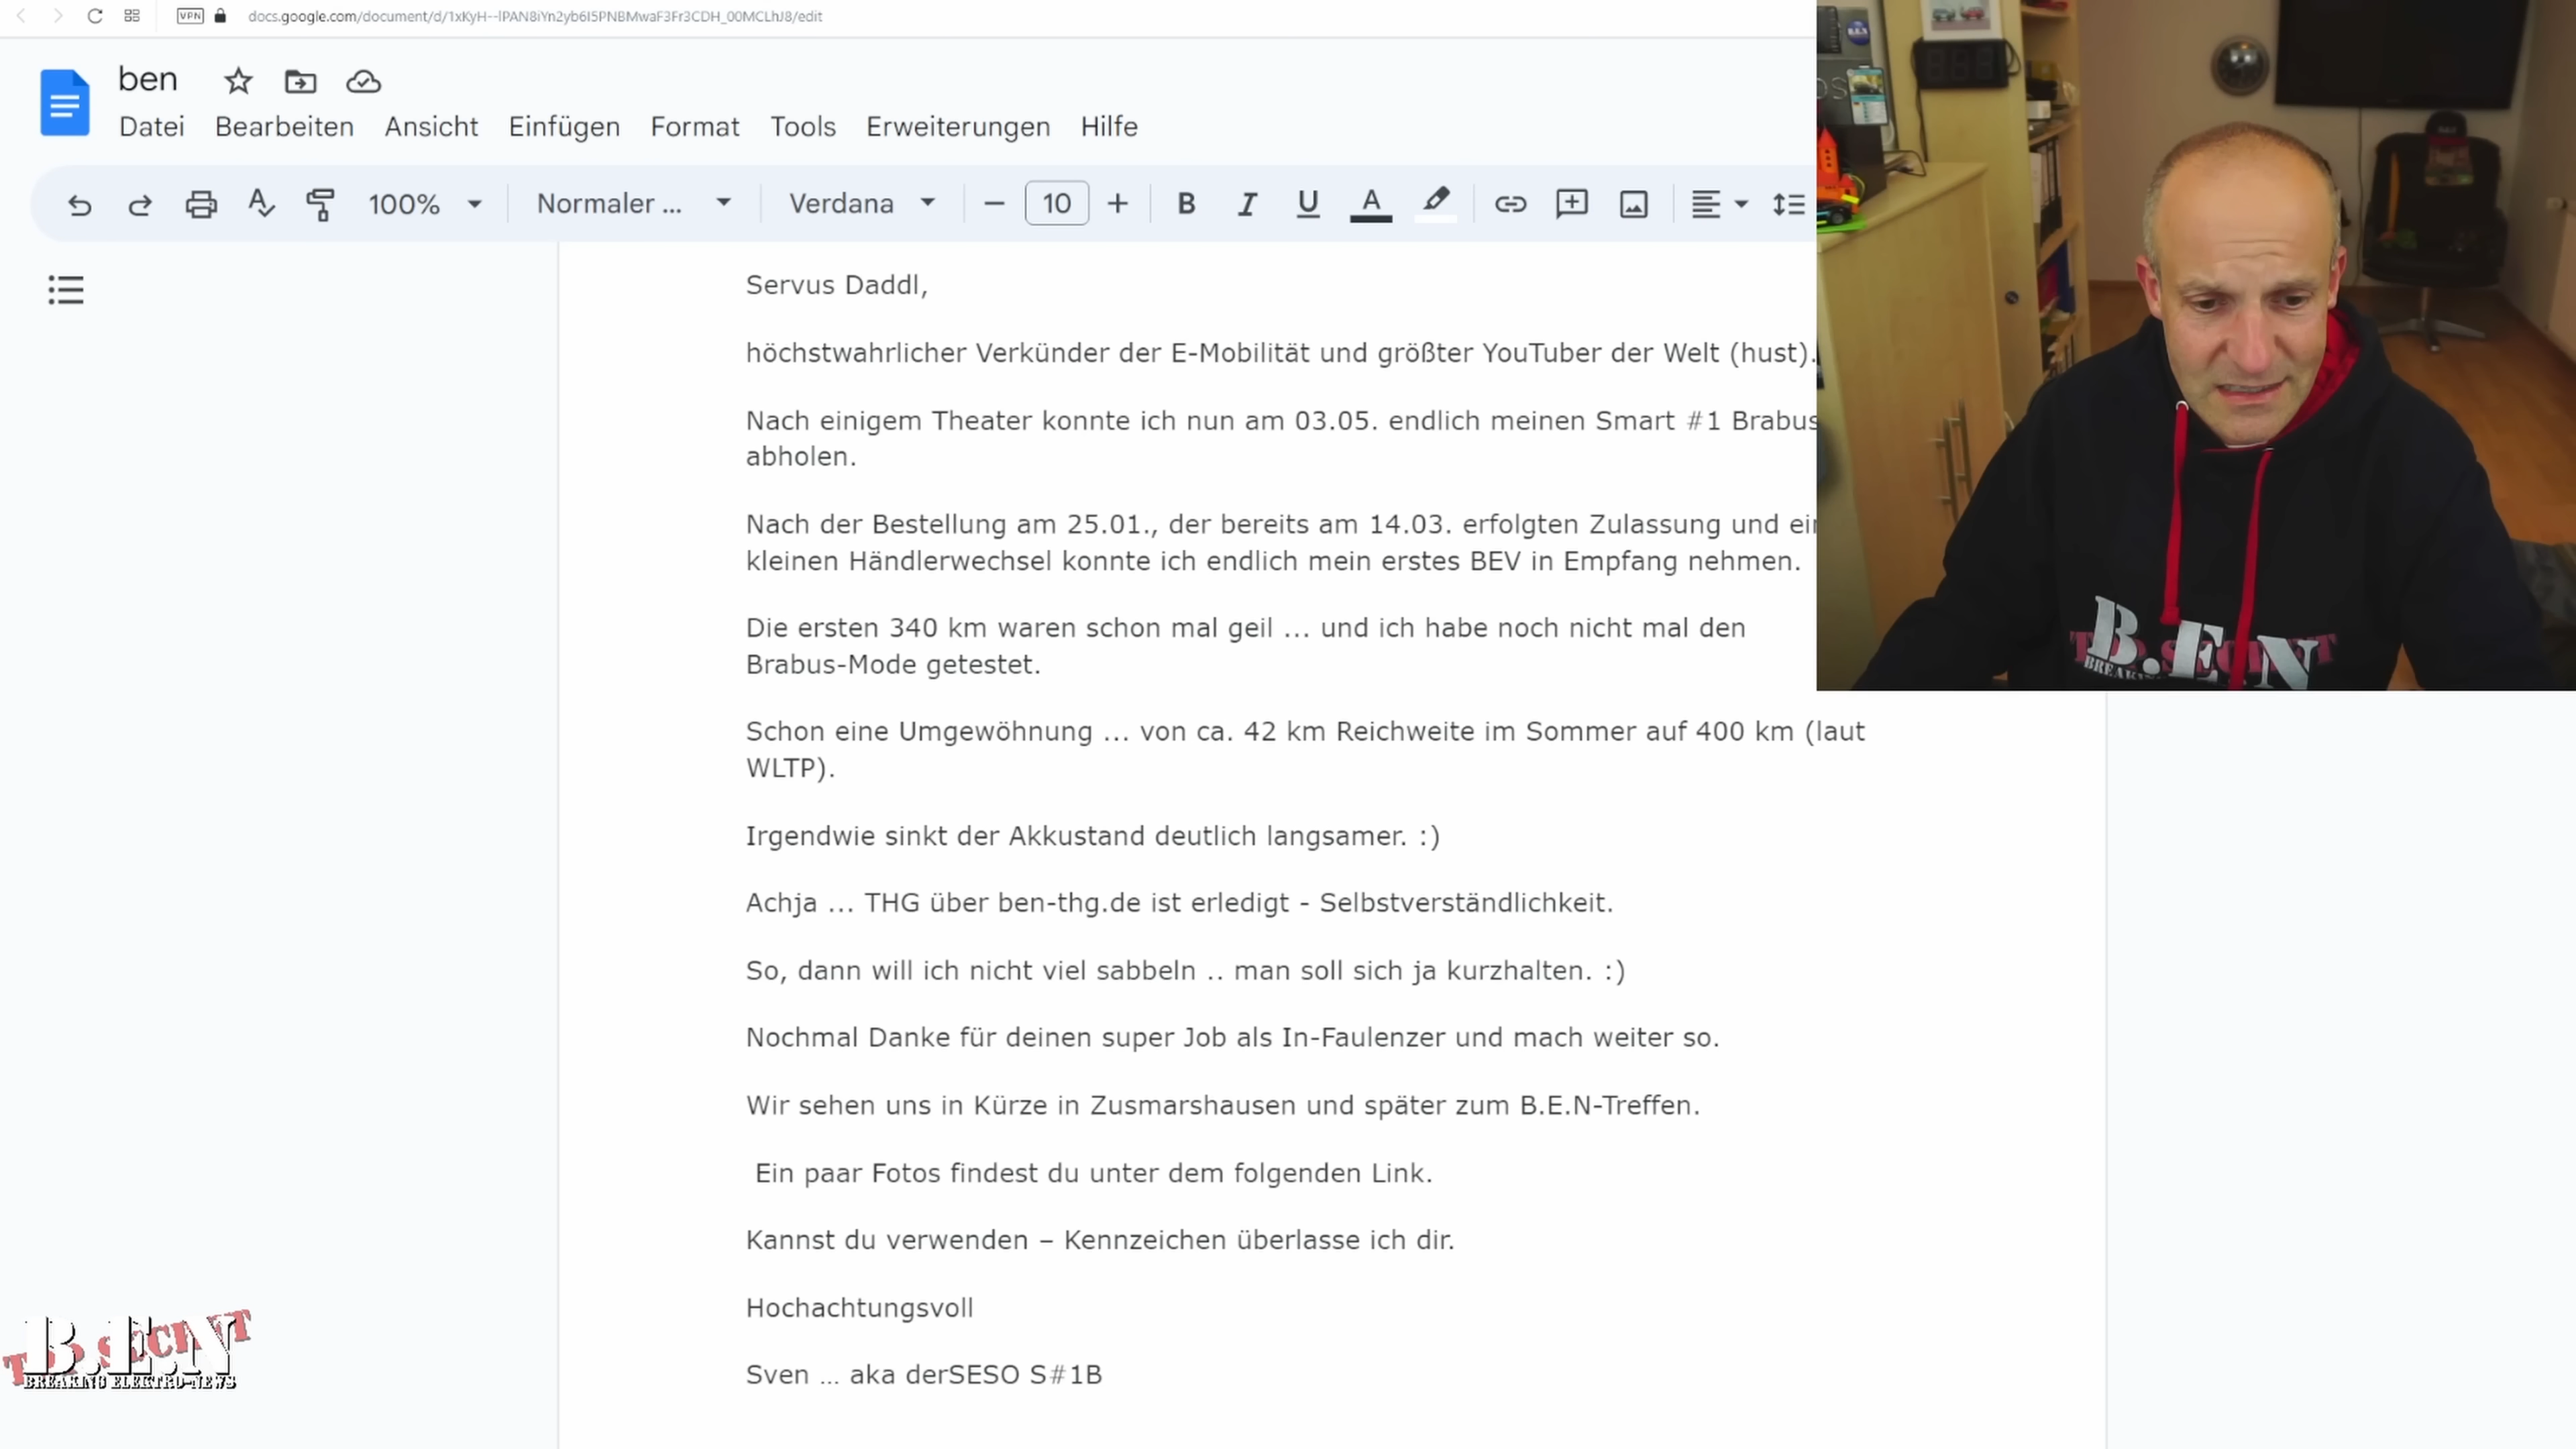 VPN docs.google.com/document/d/1xKyH--lPAN8iYn2yb6I5PNBMwaF3Fr3CDH_00MCLhJ8/edit
ben
Datei Bearbeiten Ansicht Einfügen Format Tools Erweiterungen Hilfe
100% Normaler ... Verdana 10 B I U A
Servus Daddl,
höchstwahrlicher Verkünder der E-Mobilität und größter YouTuber der Welt (hust).
Nach einigem Theater konnte ich nun am 03.05. endlich meinen Smart #1 Brabus
abholen.
Nach der Bestellung am 25.01., der bereits am 14.03. erfolgten Zulassung und
kleinen Händlerwechsel konnte ich endlich mein erstes BEV in Empfang nehmen.
Die ersten 340 km waren schon mal geil ... und ich habe noch nicht mal den
Brabus-Mode getestet.
Schon eine Umgewöhnung ... von ca. 42 km Reichweite im Sommer auf 400 km (laut
WLTP).
Irgendwie sinkt der Akkustand deutlich langsamer. :)
Achja ... THG über ben-thg.de ist erledigt - Selbstverständlichkeit.
So, dann will ich nicht viel sabbeln .. man soll sich ja kurzhalten. :)
Nochmal Danke für deinen super Job als In-Faulenzer und mach weiter so.
Wir sehen uns in Kürze in Zusmarshausen und später zum B.E.N-Treffen.
Ein paar Fotos findest du unter dem folgenden Link.
Kannst du verwenden – Kennzeichen überlasse ich dir.
Hochachtungsvoll
Sven ... aka derSESO S#1B
B.E.N
TOP SECRET
BREAKING ELEKTRO-NEWS
B.E.N